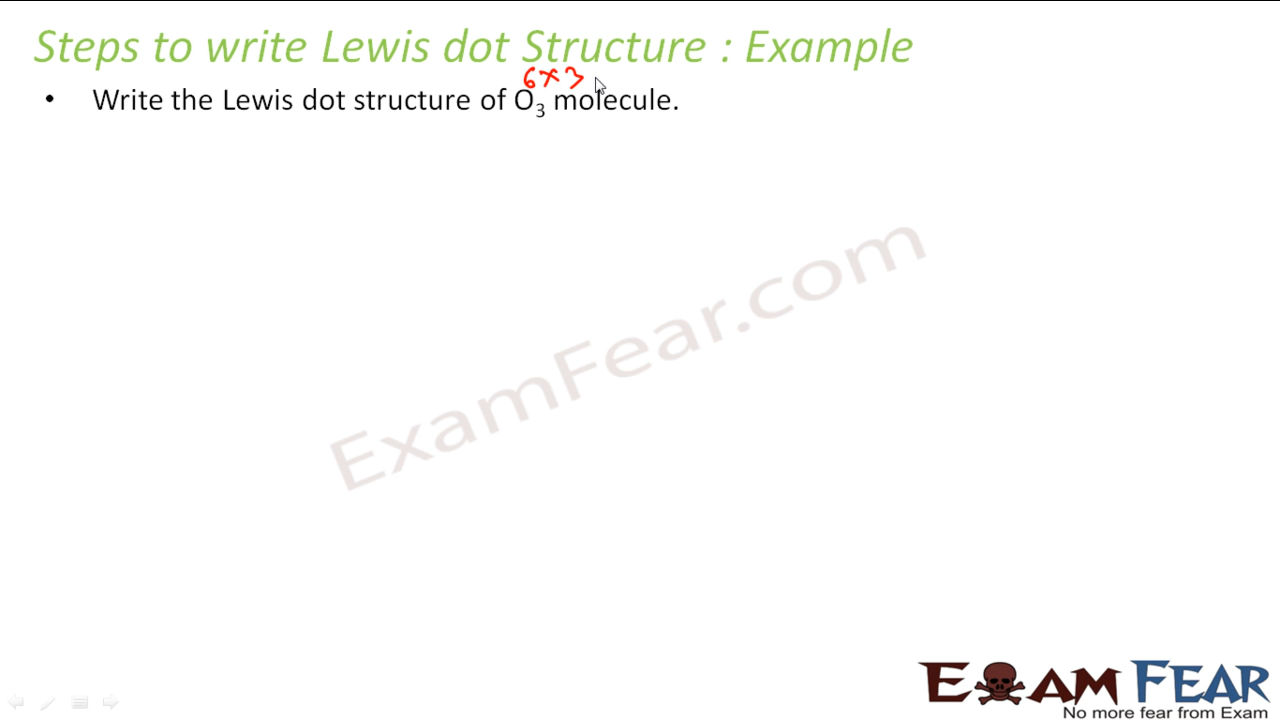 Steps to write Lewis dot Structure : Example
6×3
• Write the Lewis dot structure of O₃ molecule.
ExamFear.com
EXAM FEAR
No more fear from Exam